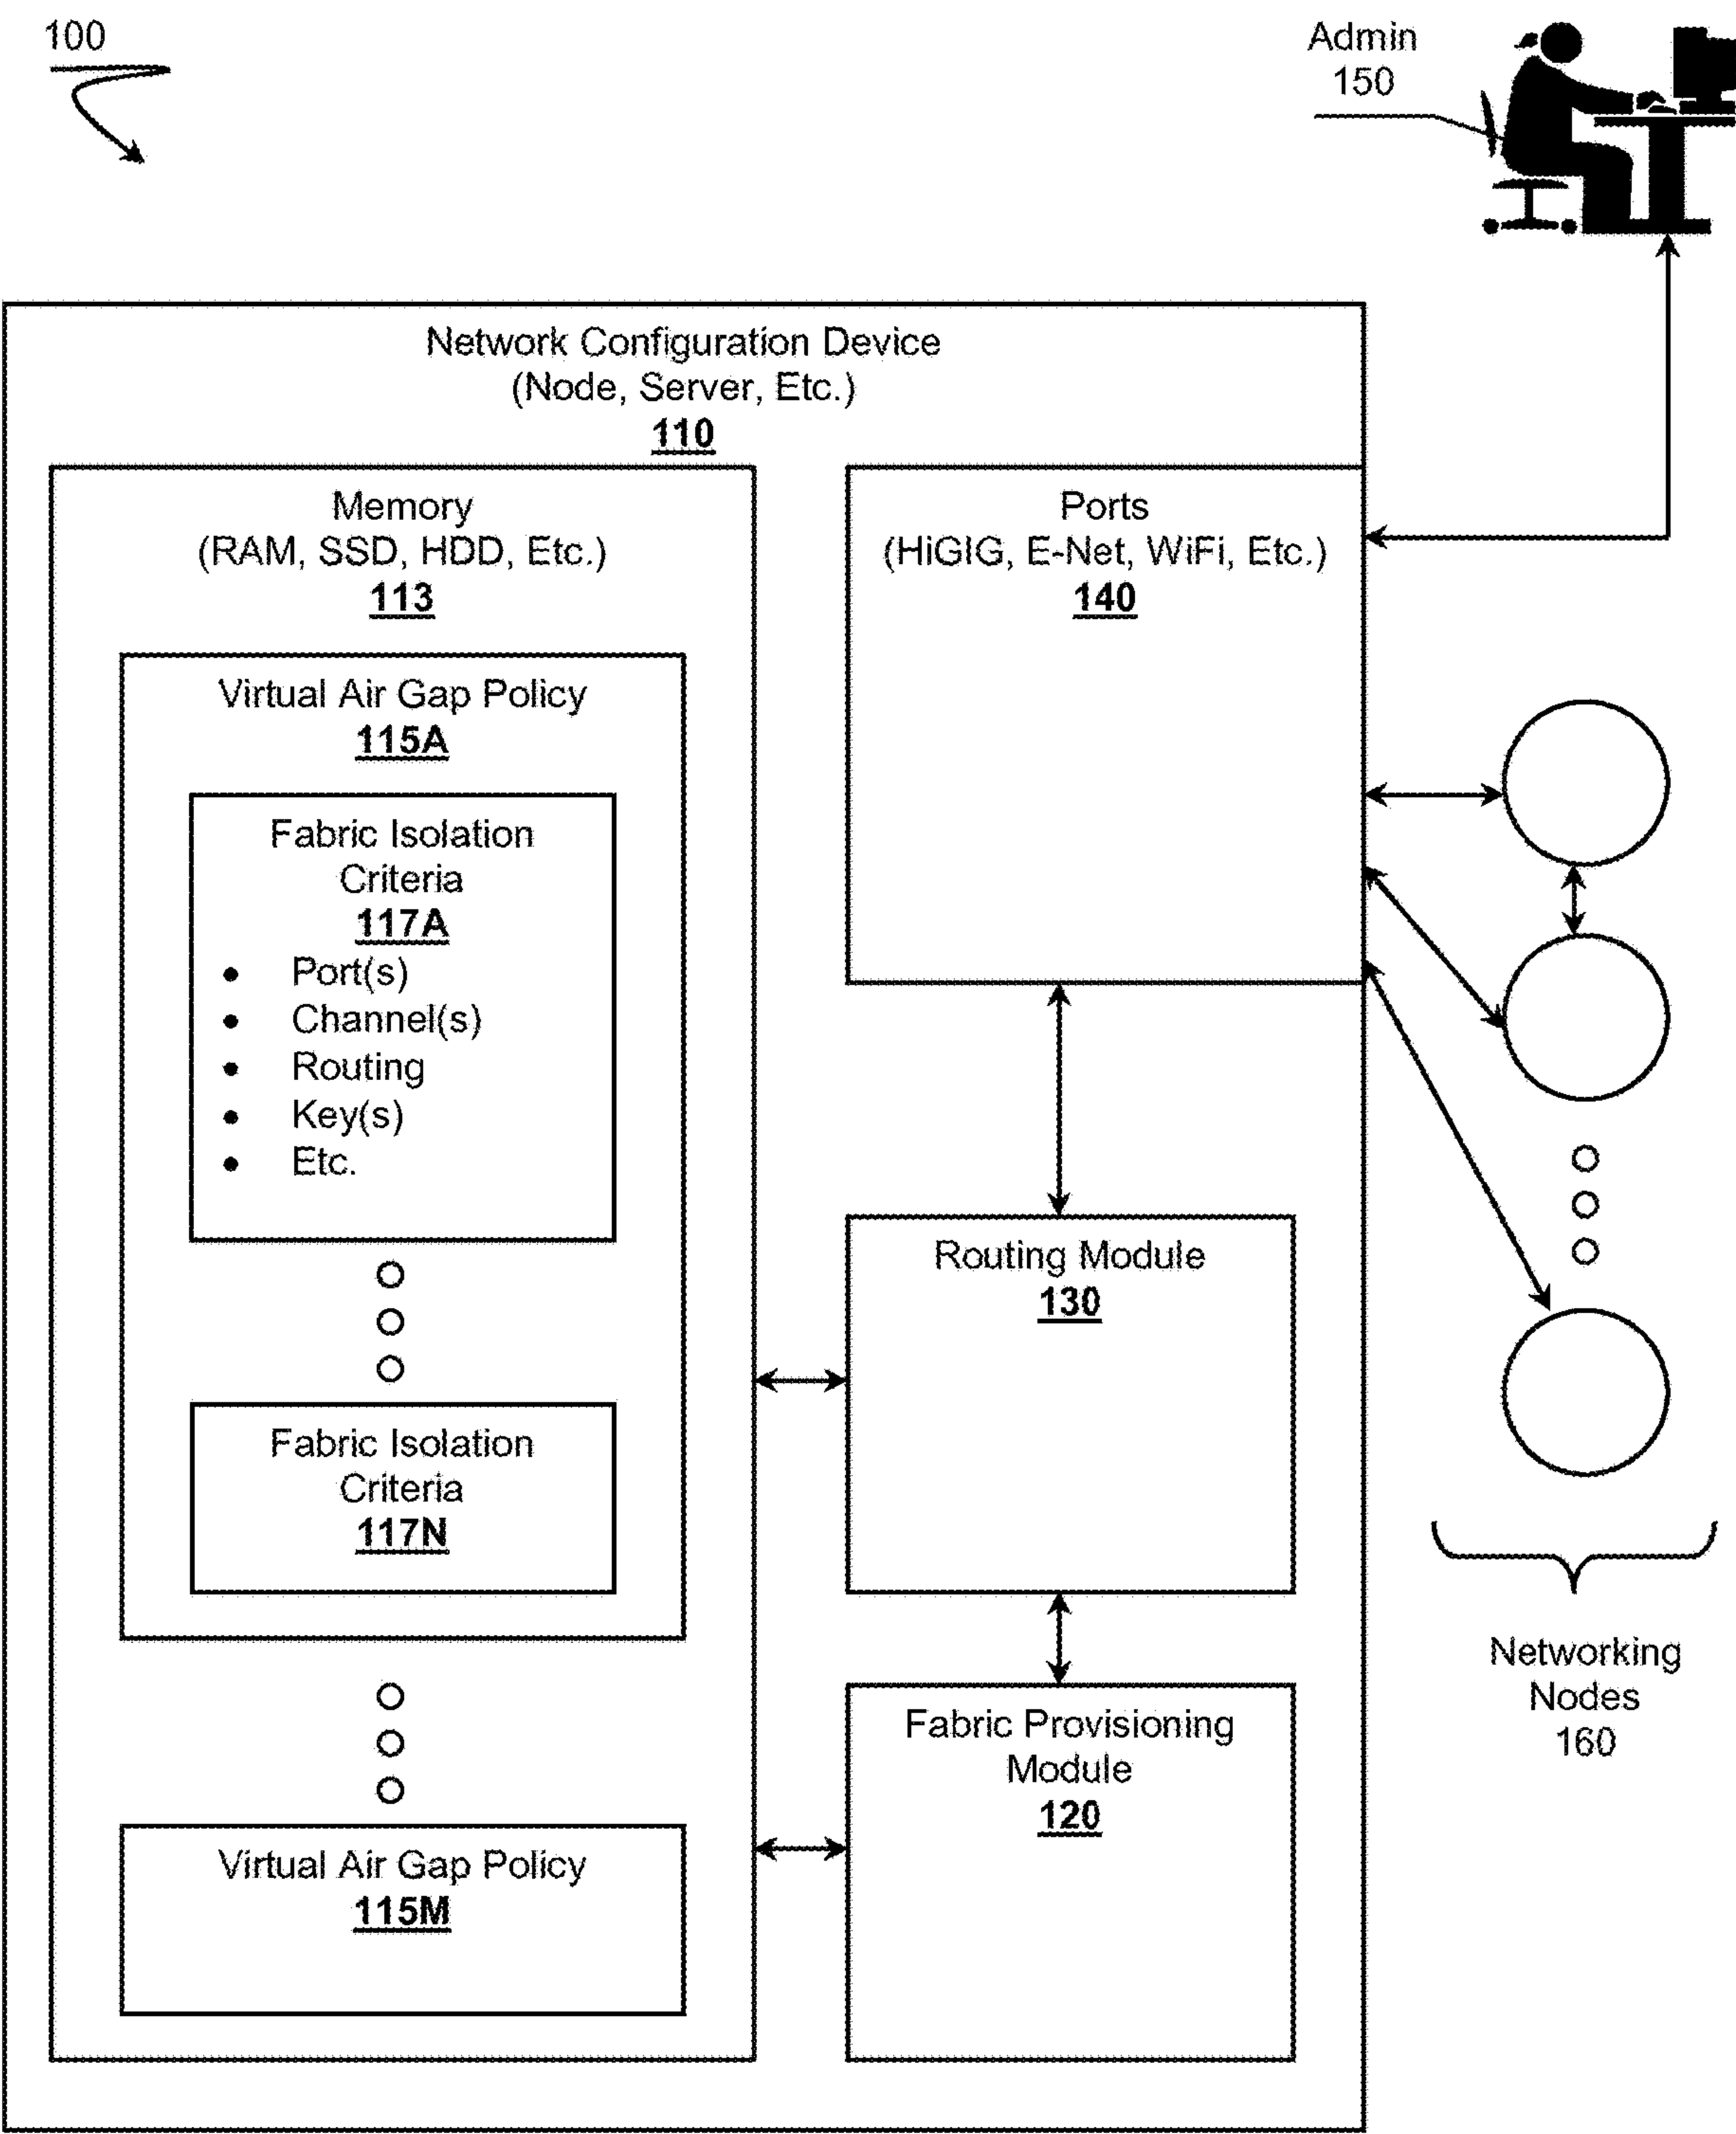 100
Admin
150
Network Configuration Device
(Node, Server, Etc.)
110
Memory
(RAM, SSD, HDD, Etc.)
113
Virtual Air Gap Policy
115A
Fabric Isolation
Criteria
117A
• Port(s)
• Channel(s)
• Routing
• Key(s)
• Etc.
Fabric Isolation
Criteria
117N
Virtual Air Gap Policy
115M
Ports
(HiGIG, E-Net, WiFi, Etc.)
140
Routing Module
130
Fabric Provisioning
Module
120
Networking
Nodes
160